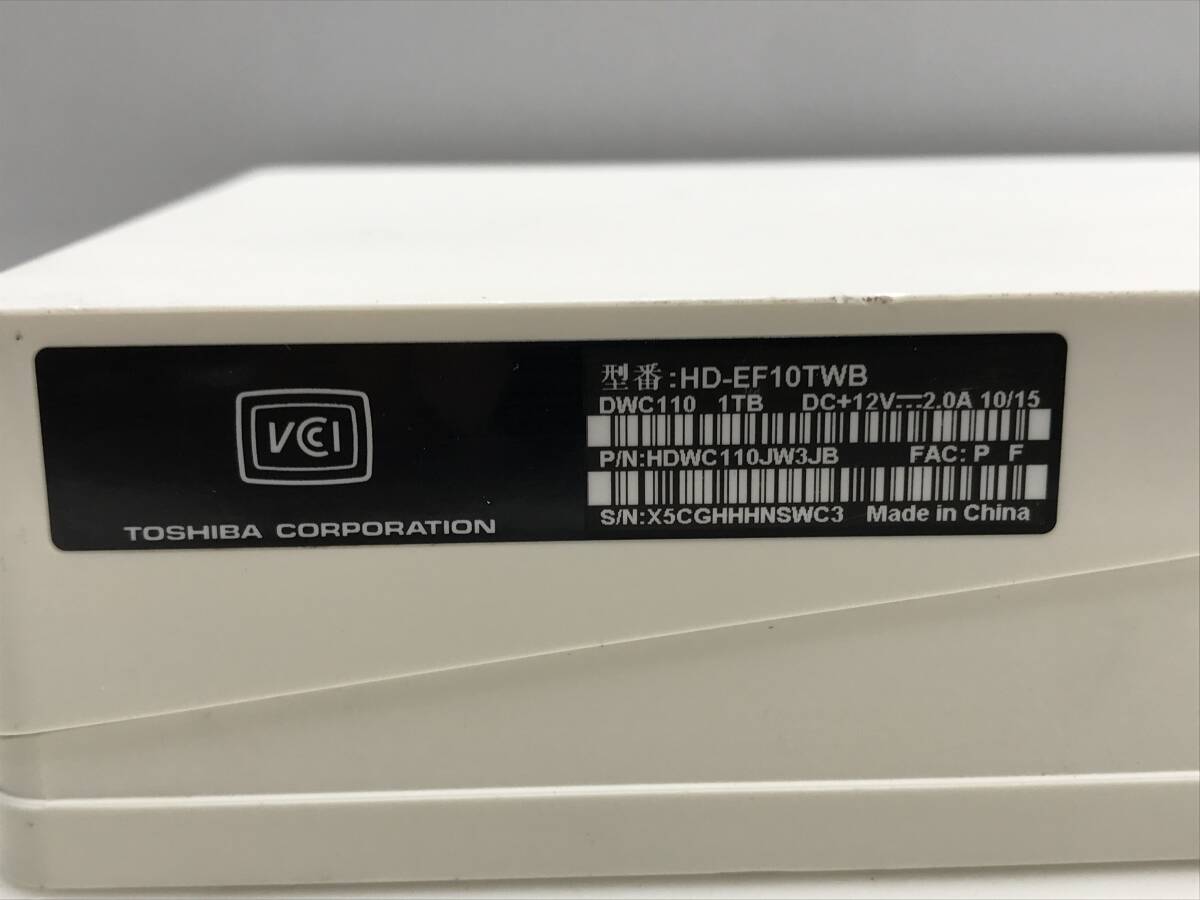 VCCI
TOSHIBA CORPORATION
型番:HD-EF10TWB
DWC110 1TB DC+12V⎓2.0A 10/15
P/N:HDWC110JW3JB FAC: P F
S/N:X5CGHHHNSWC3 Made in China